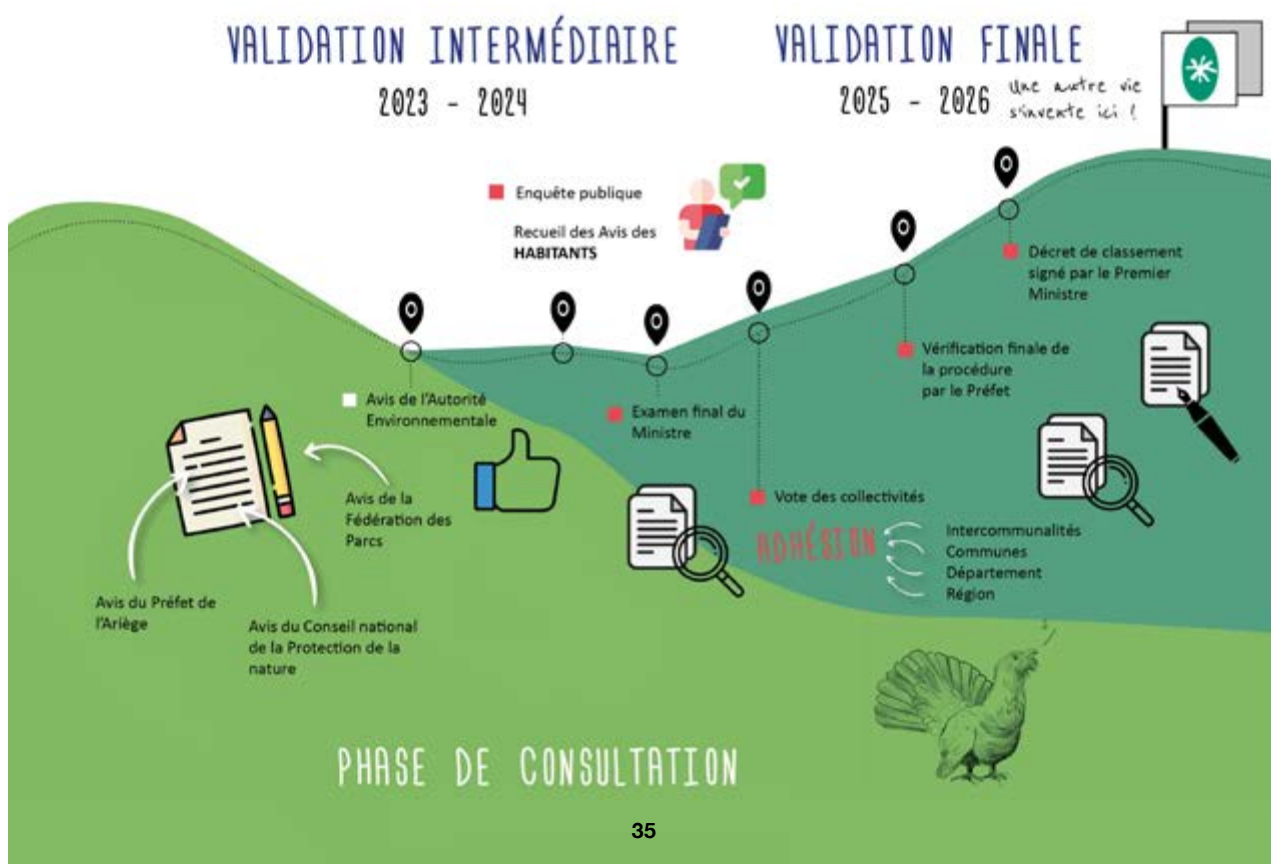 VALIDATION INTERMÉDIAIRE
2023 - 2024
VALIDATION FINALE
2025 - 2026
Une autre vie
s'invente ici !
Enquête publique
Recueil des Avis des
HABITANTS
Décret de classement
signé par le Premier
Ministre
Vérification finale de
la procédure
par le Préfet
Avis de l'Autorité
Environnementale
Examen final du
Ministre
Avis de la
Fédération des
Parcs
Vote des collectivités
ADHÉSION
Intercommunalités
Communes
Département
Région
Avis du Préfet de
l'Ariège
Avis du Conseil national
de la Protection de la
nature
PHASE DE CONSULTATION
35